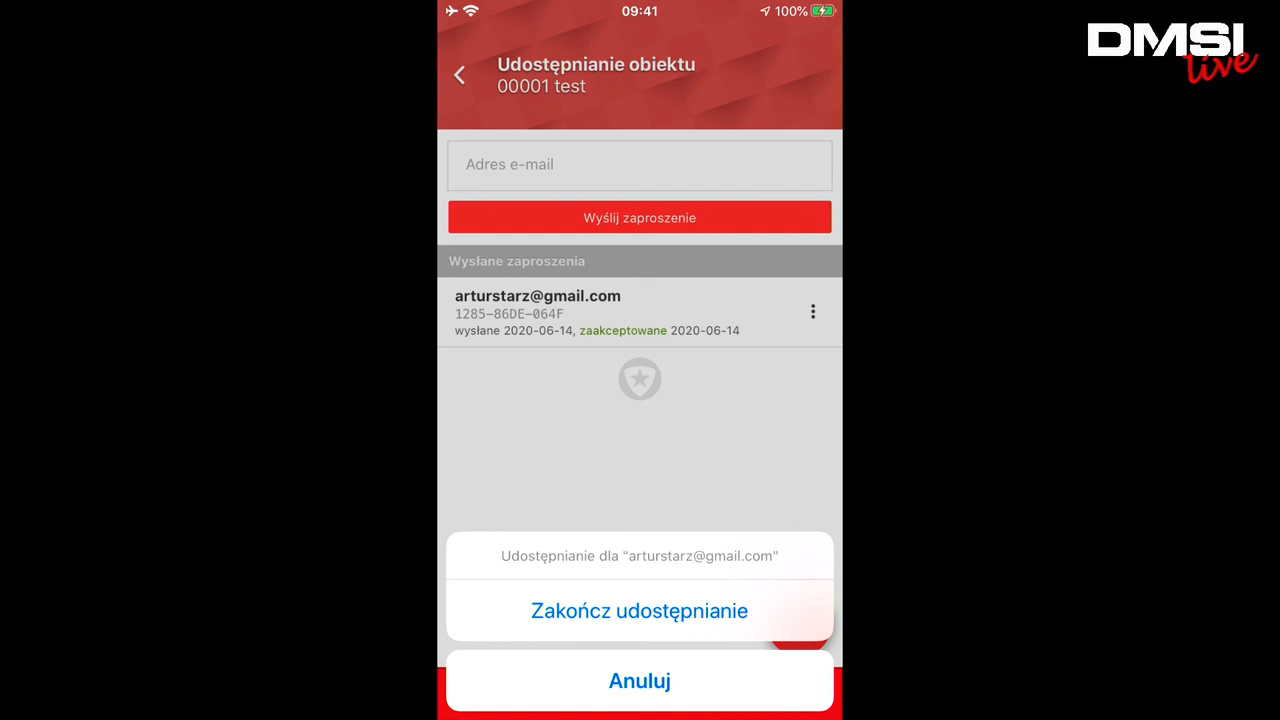 09:41
100%
DMSI
live
Udostępnianie obiektu
00001 test
Adres e-mail
Wyślij zaproszenie
Wysłane zaproszenia
arturstarz@gmail.com
1285-86DE-064F
wysłane 2020-06-14, zaakceptowane 2020-06-14
Udostępnianie dla "arturstarz@gmail.com"
Zakończ udostępnianie
Anuluj